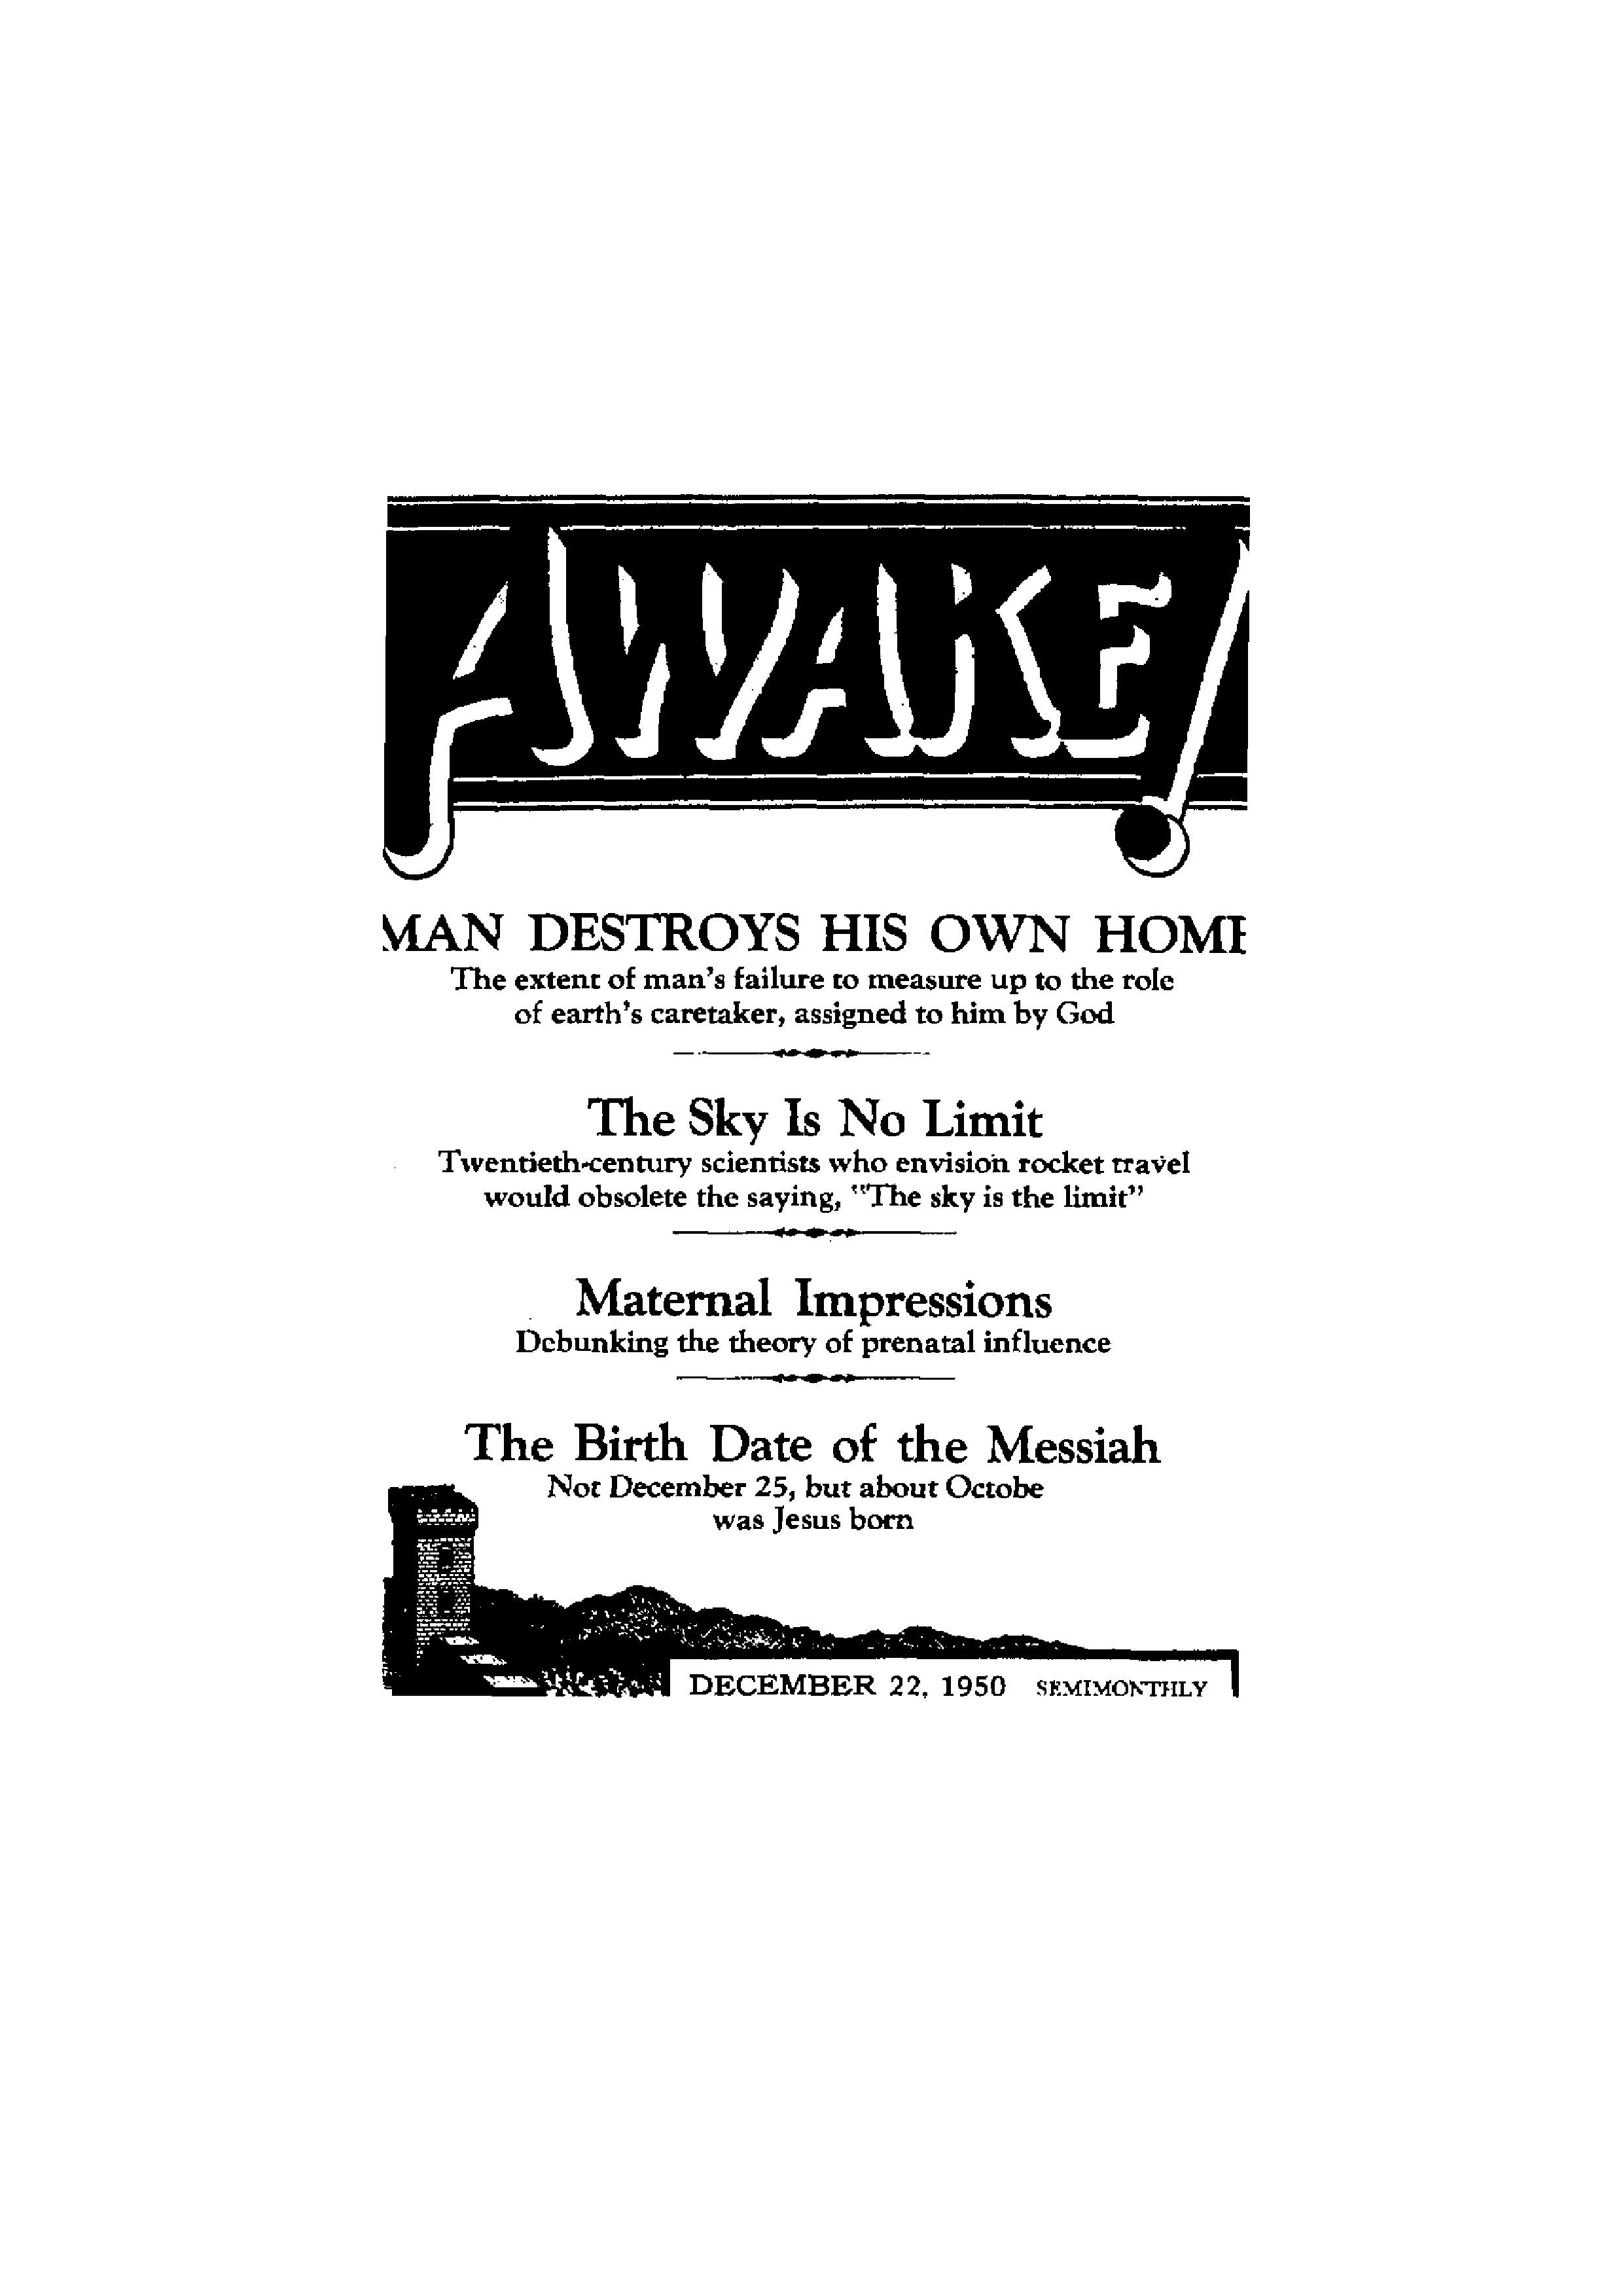 AWAKE!
MAN DESTROYS HIS OWN HOME
The extent of man's failure to measure up to the role
of earth's caretaker, assigned to him by God
The Sky Is No Limit
Twentieth-century scientists who envision rocket travel
would obsolete the saying, "The sky is the limit"
Maternal Impressions
Debunking the theory of prenatal influence
The Birth Date of the Messiah
Not December 25, but about Octobe
was Jesus born
DECEMBER 22, 1950 SEMIMONTHLY